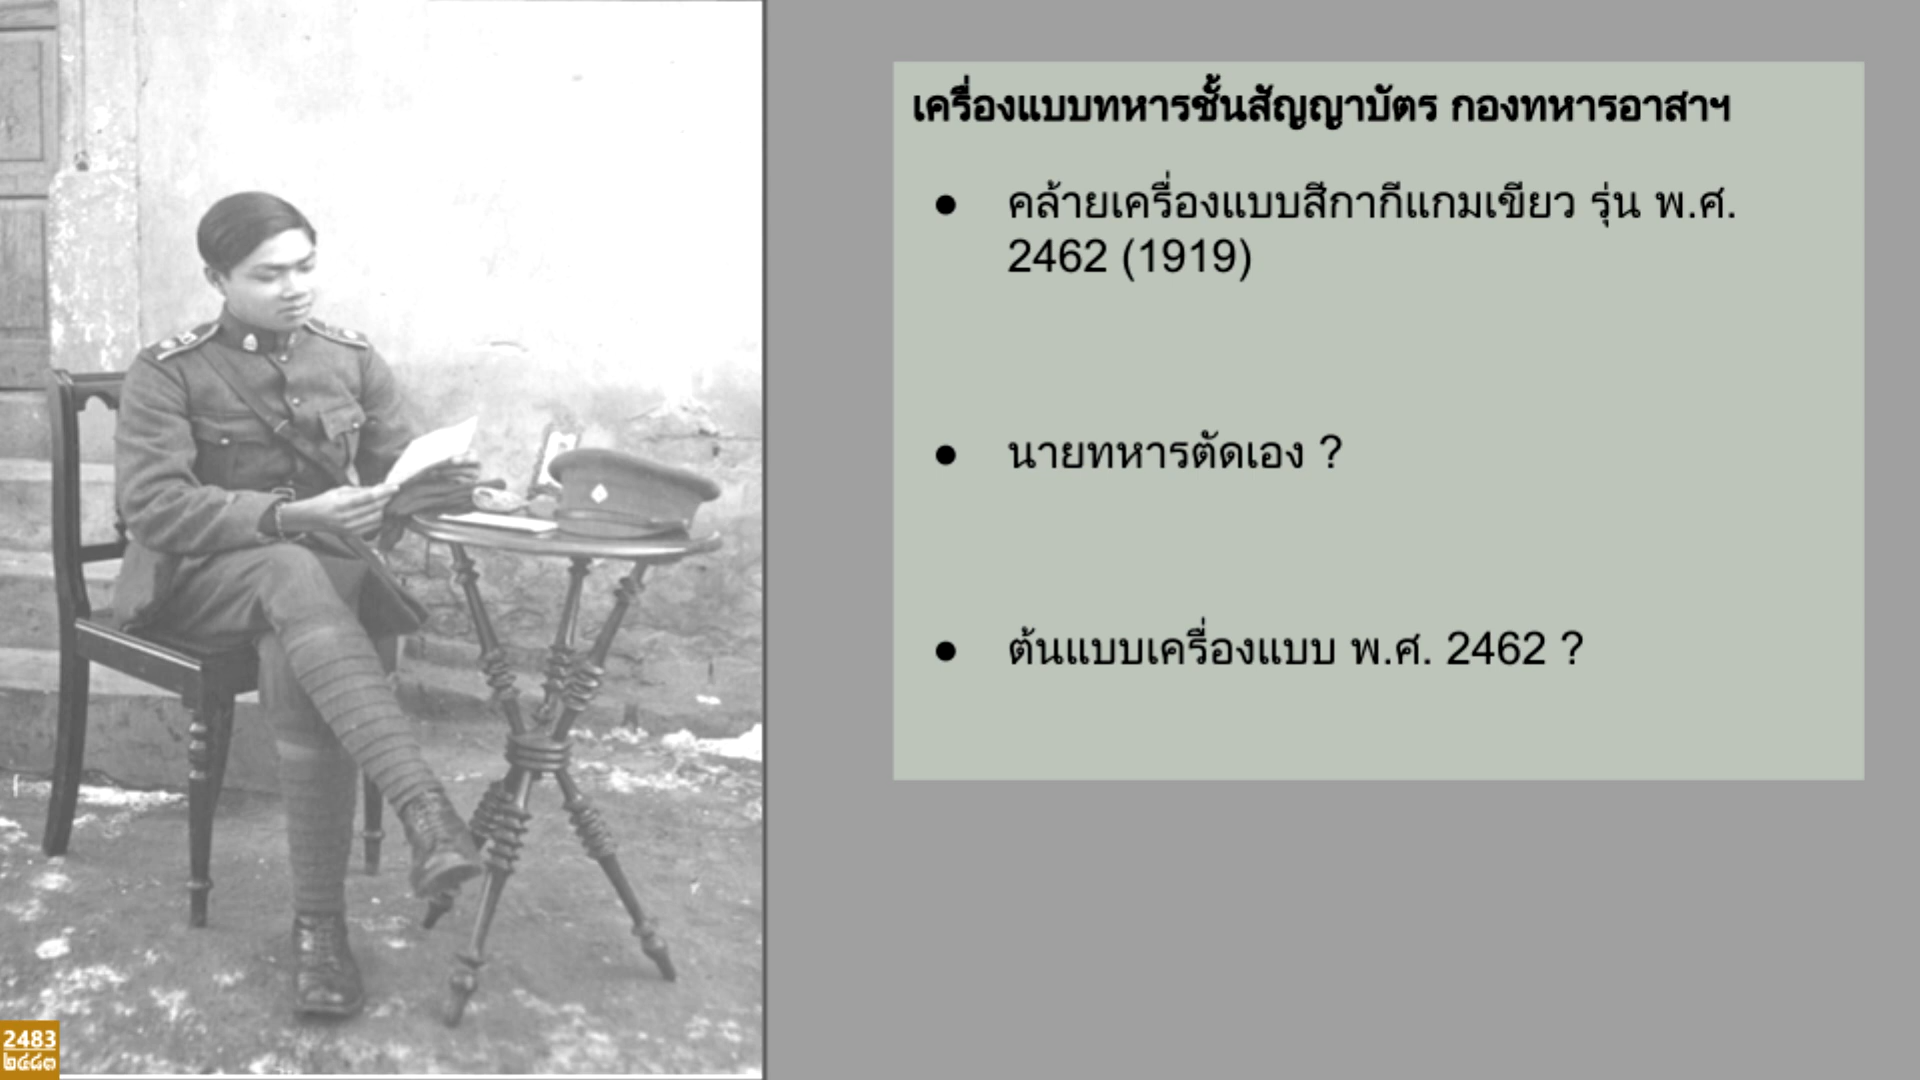 เครื่องแบบทหารชั้นสัญญาบัตร กองทหารอาสาฯ
● คล้ายเครื่องแบบสีกากีแกมเขียว รุ่น พ.ศ.
2462 (1919)
● นายทหารตัดเอง ?
● ต้นแบบเครื่องแบบ พ.ศ. 2462 ?
2483
๒๔๘๓